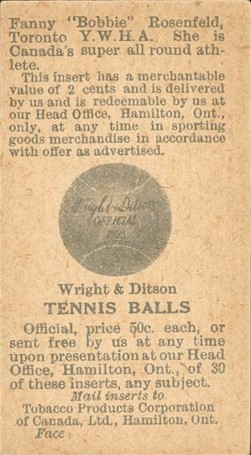 Fanny "Bobbie" Rosenfeld,
Toronto Y.W.H.A. She is
Canada's super all round ath-
lete.
This insert has a merchantable
value of 2 cents and is delivered
by us and is redeemable by us at
our Head Office, Hamilton, Ont.,
only, at any time in sporting
goods merchandise in accordance
with offer as advertised.
Wright & Ditson
OFFICIAL
Wright & Ditson
TENNIS BALLS
Official, price 50c. each, or
sent free by us at any time
upon presentation at our Head
Office, Hamilton, Ont., of 30
of these inserts, any subject.
Mail inserts to
Tobacco Products Corporation
of Canada, Ltd., Hamilton, Ont.
Face